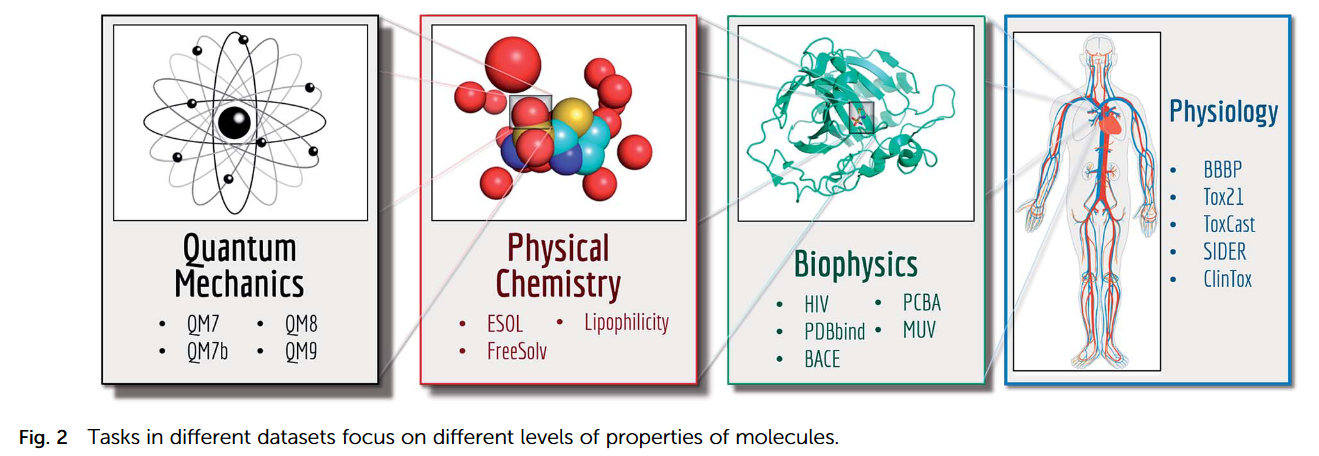 Quantum
Mechanics
• QM7 • QM8
• QM7b • QM9
Physical
Chemistry
• ESOL • Lipophilicity
• FreeSolv
Biophysics
• HIV • PCBA
• PDBbind • MUV
• BACE
Physiology
• BBBP
• Tox21
• ToxCast
• SIDER
• ClinTox
Fig. 2 Tasks in different datasets focus on different levels of properties of molecules.